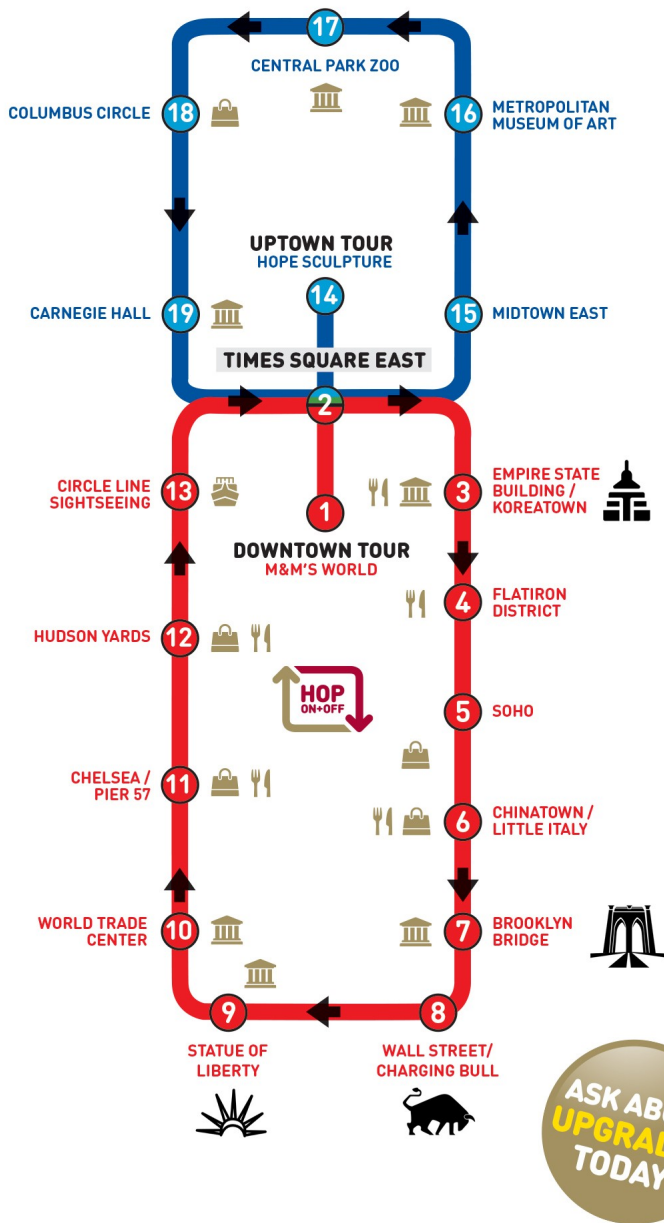 17
CENTRAL PARK ZOO
COLUMBUS CIRCLE
18
16
METROPOLITAN
MUSEUM OF ART
UPTOWN TOUR
HOPE SCULPTURE
14
CARNEGIE HALL
19
15
MIDTOWN EAST
TIMES SQUARE EAST
2
CIRCLE LINE
SIGHTSEEING
13
1
3
EMPIRE STATE
BUILDING /
KOREATOWN
DOWNTOWN TOUR
M&M'S WORLD
4
FLATIRON
DISTRICT
HUDSON YARDS
12
HOP
ON+OFF
5
SOHO
CHELSEA /
PIER 57
11
6
CHINATOWN /
LITTLE ITALY
WORLD TRADE
CENTER
10
7
BROOKLYN
BRIDGE
9
STATUE OF
LIBERTY
8
WALL STREET/
CHARGING BULL
ASK
TODAY